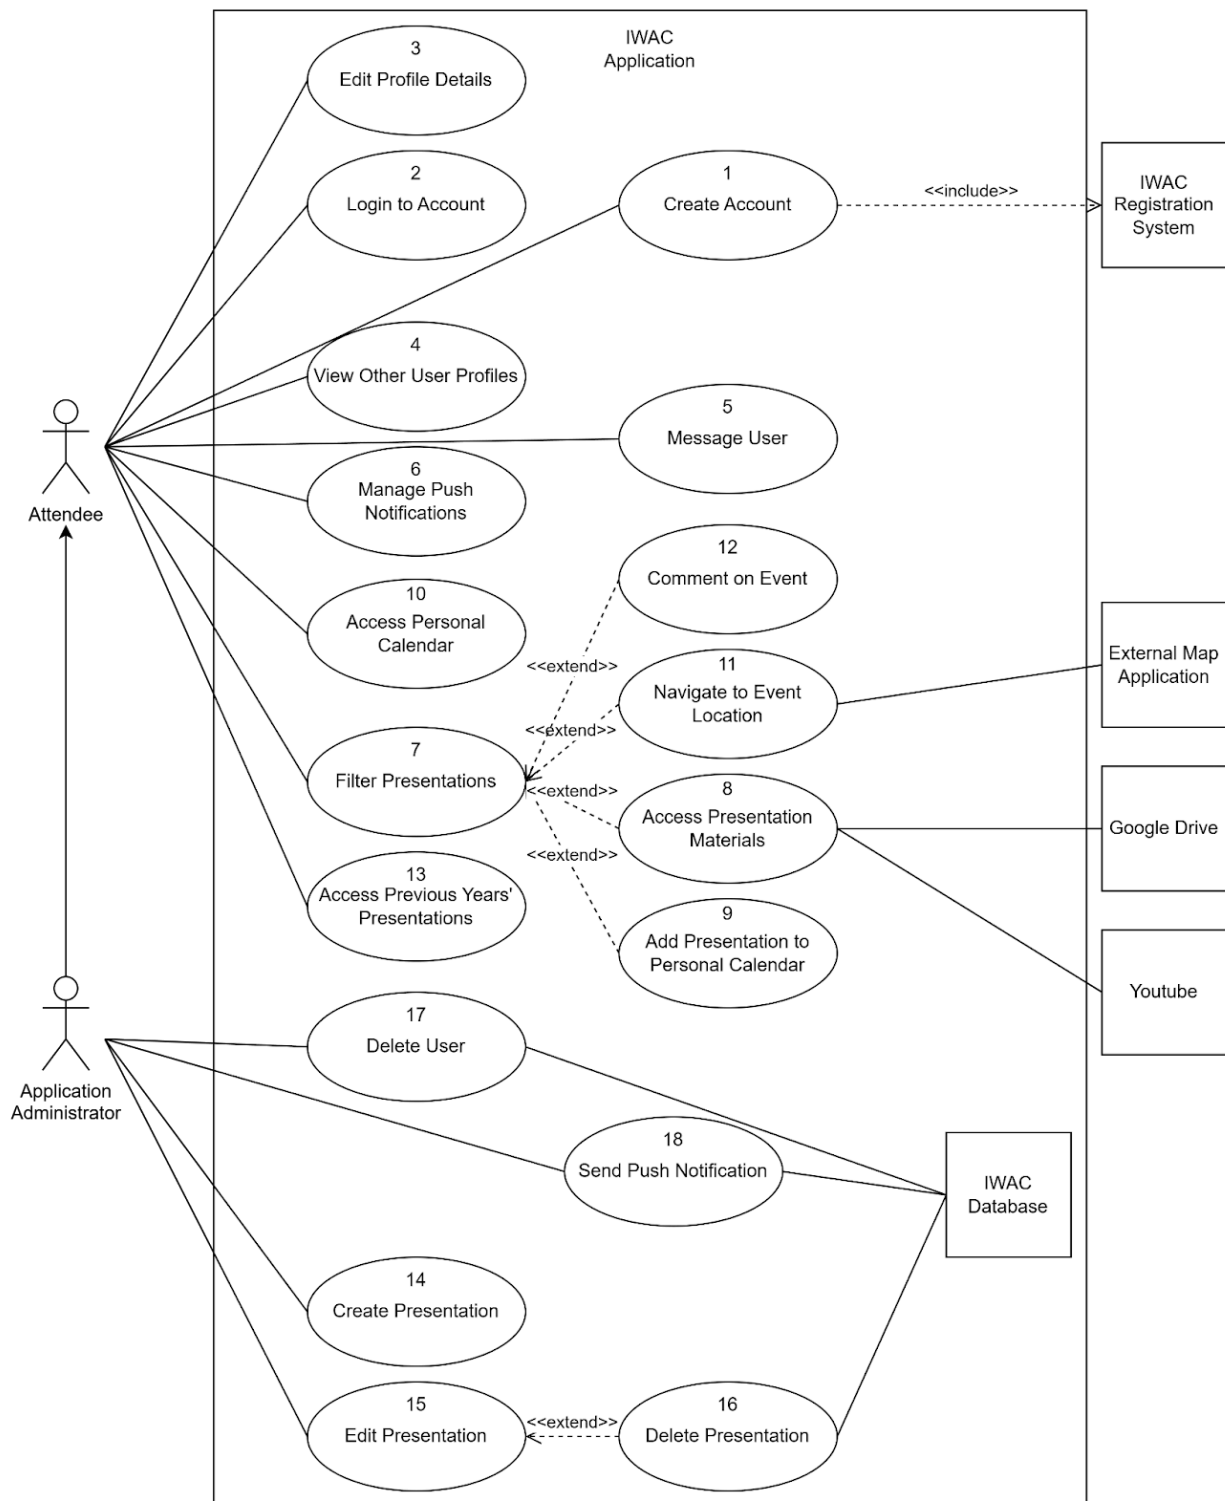 IWAC
Application
3
Edit Profile Details
2
Login to Account
1
Create Account
<<include>>
IWAC
Registration
System
4
View Other User Profiles
5
Message User
6
Manage Push
Notifications
Attendee
12
Comment on Event
10
Access Personal
Calendar
<<extend>>
11
Navigate to Event
Location
External Map
Application
<<extend>>
7
Filter Presentations
<<extend>>
8
Access Presentation
Materials
Google Drive
<<extend>>
13
Access Previous Years'
Presentations
9
Add Presentation to
Personal Calendar
Youtube
17
Delete User
Application
Administrator
18
Send Push Notification
IWAC
Database
14
Create Presentation
15
Edit Presentation
<<extend>>
16
Delete Presentation